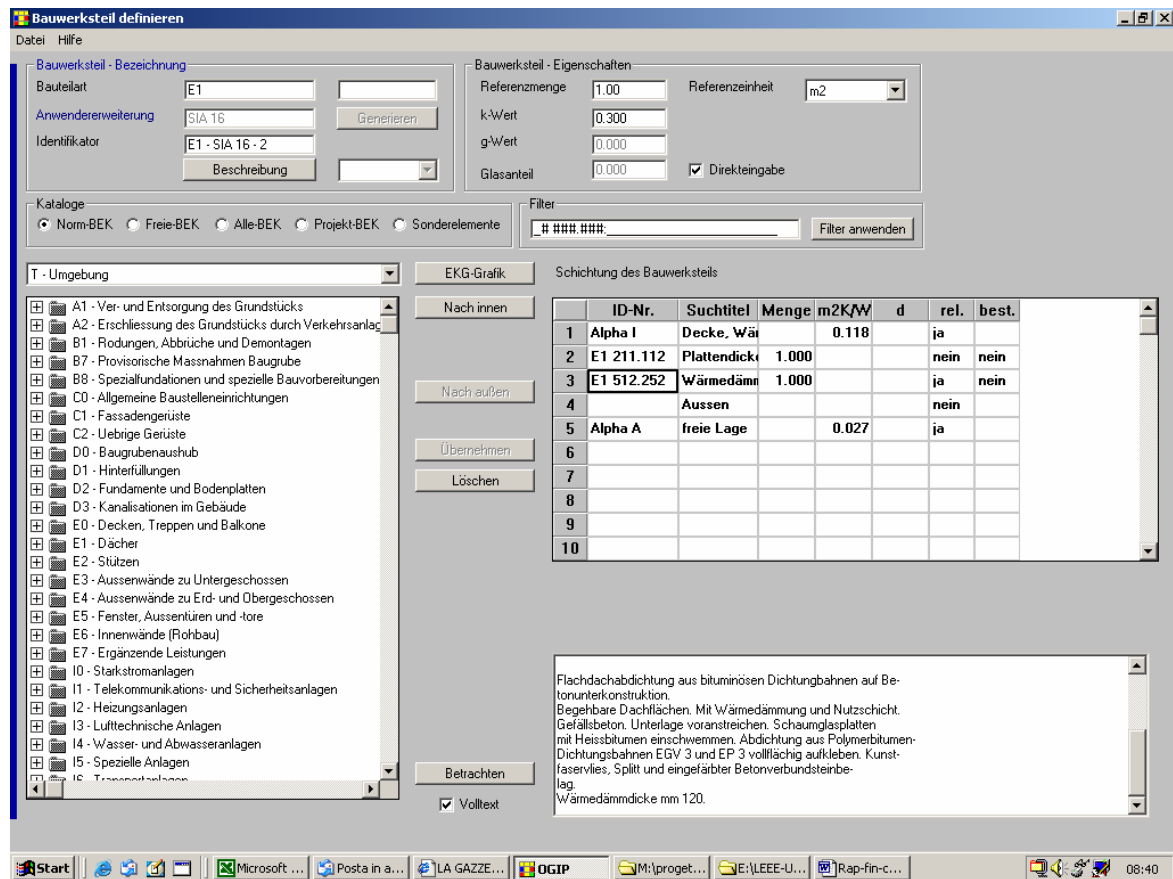 Bauwerksteil definieren
Datei Hilfe
Bauwerksteil - Bezeichnung
Bauteilart E1
Anwendererweiterung SIA 16 Generieren
Identifikator E1 - SIA 16 - 2
Beschreibung
Bauwerksteil - Eigenschaften
Referenzmenge 1.00 Referenzeinheit m2
k-Wert 0.300
g-Wert 0.000
Glasanteil 0.000 Direkteingabe
Kataloge
Norm-BEK Freie-BEK Alle-BEK Projekt-BEK Sonderelemente
Filter
_# ###.###:_ Filter anwenden
T - Umgebung
A1 - Ver- und Entsorgung des Grundstücks
A2 - Erschliessung des Grundstücks durch Verkehrsanlag
B1 - Rodungen, Abbrüche und Demontagen
B7 - Provisorische Massnahmen Baugrube
B8 - Spezialfundationen und spezielle Bauvorbereitungen
C0 - Allgemeine Baustelleneinrichtungen
C1 - Fassadengerüste
C2 - Uebrige Gerüste
D0 - Baugrubenaushub
D1 - Hinterfüllungen
D2 - Fundamente und Bodenplatten
D3 - Kanalisationen im Gebäude
E0 - Decken, Treppen und Balkone
E1 - Dächer
E2 - Stützen
E3 - Aussenwände zu Untergeschossen
E4 - Aussenwände zu Erd- und Obergeschossen
E5 - Fenster, Aussentüren und -tore
E6 - Innenwände (Rohbau)
E7 - Ergänzende Leistungen
I0 - Starkstromanlagen
I1 - Telekommunikations- und Sicherheitsanlagen
I2 - Heizungsanlagen
I3 - Lufttechnische Anlagen
I4 - Wasser- und Abwasseranlagen
I5 - Spezielle Anlagen
I6 - Transportanlagen
EKG-Grafik
Nach innen
Nach außen
Übernehmen
Löschen
Betrachten
Volltext
Schichtung des Bauwerksteils
ID-Nr. Suchtitel Menge m2K/W d rel. best.
1 Alpha I Decke, Wär 0.118 ja
2 E1 211.112 Plattendicke 1.000 nein nein
3 E1 512.252 Wärmedämm 1.000 ja nein
4 Aussen nein
5 Alpha A freie Lage 0.027 ja
6
7
8
9
10
Flachdachabdichtung aus bituminösen Dichtungbahnen auf Be-
tonunterkonstruktion.
Begehbare Dachflächen. Mit Wärmedämmung und Nutzschicht.
Gefällsbeton. Unterlage voranstreichen. Schaumglasplatten
mit Heissbitumen einschwemmen. Abdichtung aus Polymerbitumen-
Dichtungsbahnen EGV 3 und EP 3 vollflächig aufkleben. Kunst-
faservlies, Splitt und eingefärbter Betonverbundsteinbe-
lag.
Wärmedämmdicke mm 120.
Start Microsoft ... Posta in a... LA GAZZE... OGIP M:\proget... E:\LEEE-U... Rap-fin-c... 08:40